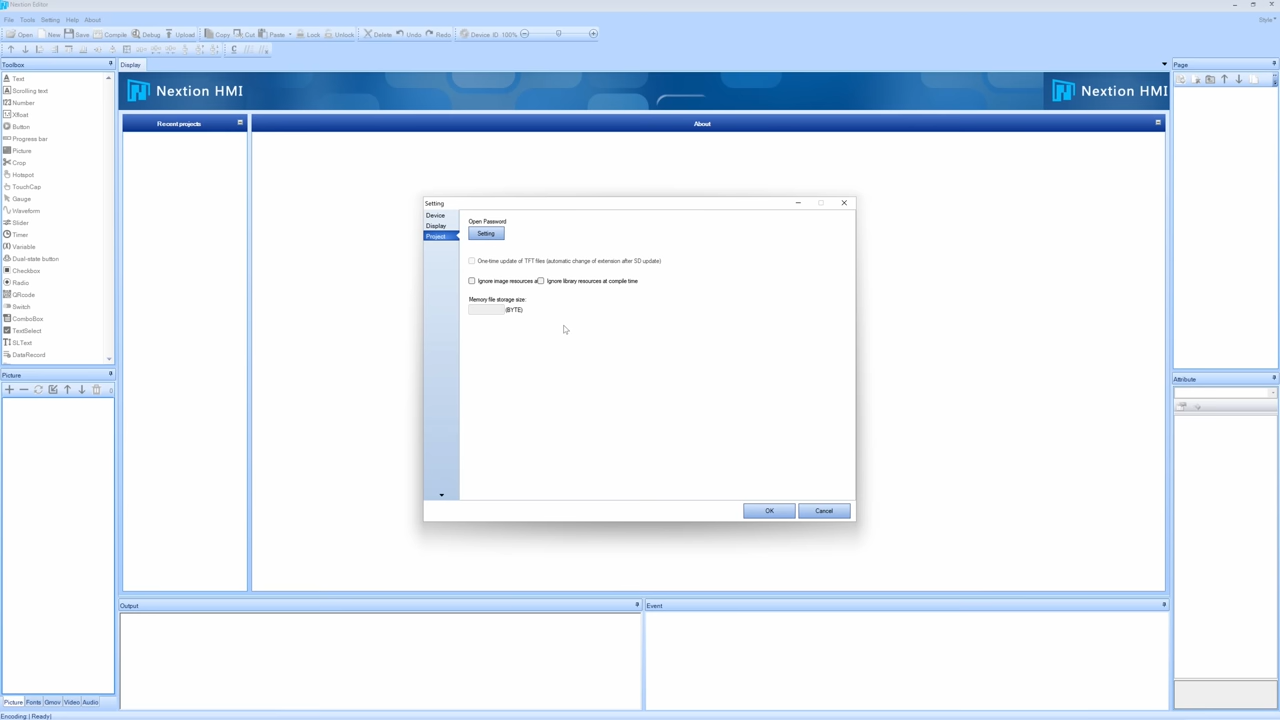 Nextion Editor
File Tools Setting Help About
Style
Open New Save Compile Debug Upload Copy Cut Paste Lock Unlock Delete Undo Redo Device ID 100%
Toolbox
Text
Scrolling text
Number
Xfloat
Button
Progress bar
Picture
Crop
Hotspot
TouchCap
Gauge
Waveform
Slider
Timer
Variable
Dual-state button
Checkbox
Radio
QRcode
Switch
ComboBox
TextSelect
SLText
DataRecord
Picture
Picture Fonts Gmov Video Audio
Encoding: | Ready|
Display
Nextion HMI
Nextion HMI
Recent projects
About
Setting
Device
Display
Project
Open Password
Setting
One-time update of TFT files (automatic change of extension after SD update)
Ignore image resources a Ignore library resources at compile time
Memory file storage size:
(BYTE)
OK Cancel
Output
Event
Page
Attribute